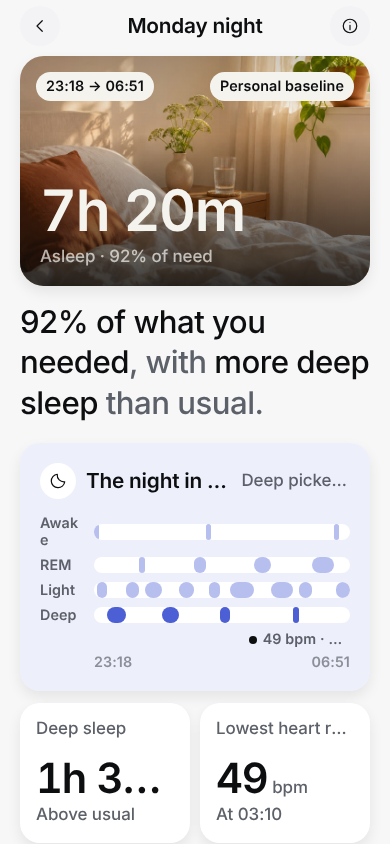 Monday night
23:18 → 06:51
Personal baseline
7h 20m
Asleep · 92% of need
92% of what you
needed, with more deep
sleep than usual.
The night in ...
Deep picke...
Awak
e
REM
Light
Deep
49 bpm · ...
23:18
06:51
Deep sleep
Lowest heart r...
1h 3...
49 bpm
Above usual
At 03:10